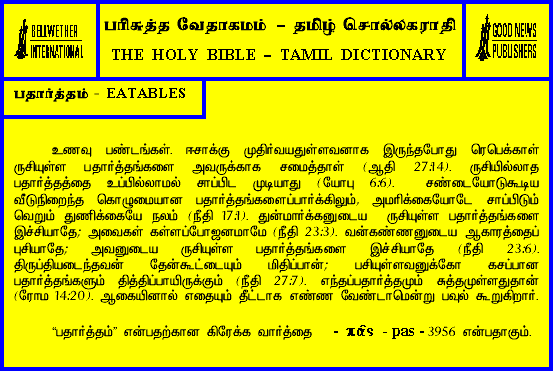 BELLWETHER
INTERNATIONAL
பரிசுத்த வேதாகமம் – தமிழ் சொல்லகராதி
THE HOLY BIBLE – TAMIL DICTIONARY
GOOD NEWS
PUBLISHERS
பதார்த்தம் - EATABLES
உணவு பண்டங்கள். ஈசாக்கு முதிர்வயதுள்ளவனாக இருந்தபோது ரெபெக்காள்
ருசியுள்ள பதார்த்தங்களை அவருக்காக சமைத்தாள் (ஆதி 27:14). ருசியில்லாத
பதார்த்தத்தை உப்பில்லாமல் சாப்பிட முடியாது (யோபு 6:6). சண்டையோடுகூடிய
வீடுநிறைந்த கொழுமையான பதார்த்தங்களைப்பார்க்கிலும், அமரிக்கையோடே சாப்பிடும்
வெறும் துணிக்கையே நலம் (நீதி 17:1). துன்மார்க்கனுடைய ருசியுள்ள பதார்த்தங்களை
இச்சியாதே; அவைகள் கள்ளப்போஜனமாமே (நீதி 23:3). வன்கண்ணனுடைய ஆகாரத்தைப்
புசியாதே; அவனுடைய ருசியுள்ள பதார்த்தங்களை இச்சியாதே (நீதி 23:6).
திருப்தியடைந்தவன் தேன்கூட்டையும் மிதிப்பான்; பசியுள்ளவனுக்கோ கசப்பான
பதார்த்தங்களும் தித்திப்பாயிருக்கும் (நீதி 27:7). எந்தப்பதார்த்தமும் சுத்தமுள்ளதுதான்
(ரோம 14:20). ஆகையினால் எதையும் தீட்டாக எண்ண வேண்டாமென்று பவுல் கூறுகிறார்.
“பதார்த்தம்” என்பதற்கான கிரேக்க வார்த்தை - πᾶς - pas - 3956 என்பதாகும்.